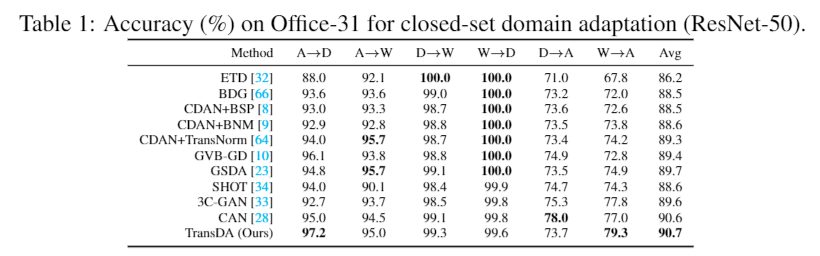 Table 1: Accuracy (%) on Office-31 for closed-set domain adaptation (ResNet-50).
Method A→D A→W D→W W→D D→A W→A Avg
ETD [32] 88.0 92.1 100.0 100.0 71.0 67.8 86.2
BDG [66] 93.6 93.6 99.0 100.0 73.2 72.0 88.5
CDAN+BSP [8] 93.0 93.3 98.7 100.0 73.6 72.6 88.5
CDAN+BNM [9] 92.9 92.8 98.8 100.0 73.5 73.8 88.6
CDAN+TransNorm [64] 94.0 95.7 98.7 100.0 73.4 74.2 89.3
GVB-GD [10] 96.1 93.8 98.8 100.0 74.9 72.8 89.4
GSDA [23] 94.8 95.7 99.1 100.0 73.5 74.9 89.7
SHOT [34] 94.0 90.1 98.4 99.9 74.7 74.3 88.6
3C-GAN [33] 92.7 93.7 98.5 99.8 75.3 77.8 89.6
CAN [28] 95.0 94.5 99.1 99.8 78.0 77.0 90.6
TransDA (Ours) 97.2 95.0 99.3 99.6 73.7 79.3 90.7